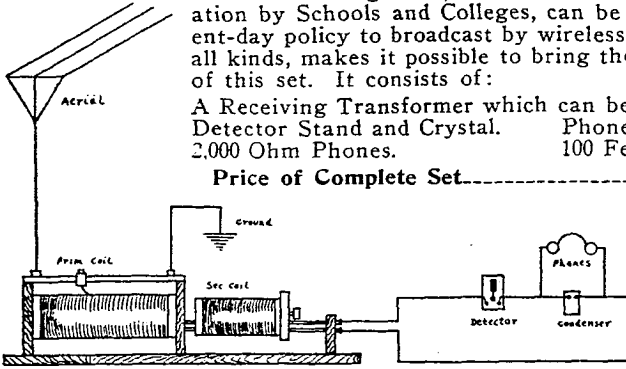 ation by Schools and Colleges, can be
ent-day policy to broadcast by wireless
all kinds, makes it possible to bring the
of this set. It consists of:
Aerial
A Receiving Transformer which can be
Detector Stand and Crystal. Phone
2,000 Ohm Phones. 100 Fe
Price of Complete Set
Ground
Prim Coil
Sec Coil
Phones
Detector
Condenser